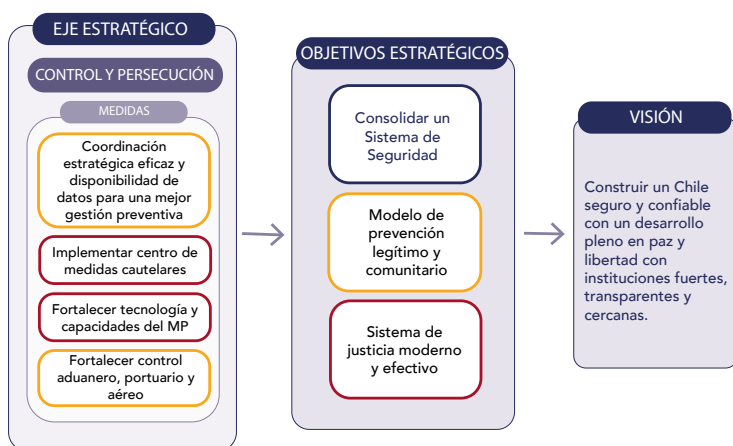 EJE ESTRATÉGICO
CONTROL Y PERSECUCIÓN
MEDIDAS
Coordinación
estratégica eficaz y
disponibilidad de
datos para una mejor
gestión preventiva
Implementar centro de
medidas cautelares
Fortalecer tecnología y
capacidades del MP
Fortalecer control
aduanero, portuario y
aéreo
OBJETIVOS ESTRATÉGICOS
Consolidar un
Sistema de
Seguridad
Modelo de
prevención
legítimo y
comunitario
Sistema de
justicia moderno
y efectivo
VISIÓN
Construir un Chile
seguro y confiable
con un desarrollo
pleno en paz y
libertad con
instituciones fuertes,
transparentes y
cercanas.